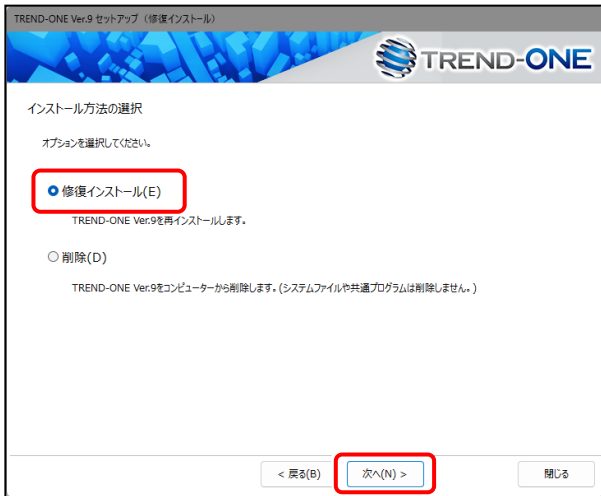 TREND-ONE Ver.9 セットアップ（修復インストール）
TREND-ONE
インストール方法の選択
オプションを選択してください。
修復インストール(E)
TREND-ONE Ver.9を再インストールします。
削除(D)
TREND-ONE Ver.9をコンピューターから削除します。(システムファイルや共通プログラムは削除しません。)
< 戻る(B) 次へ(N) > 閉じる